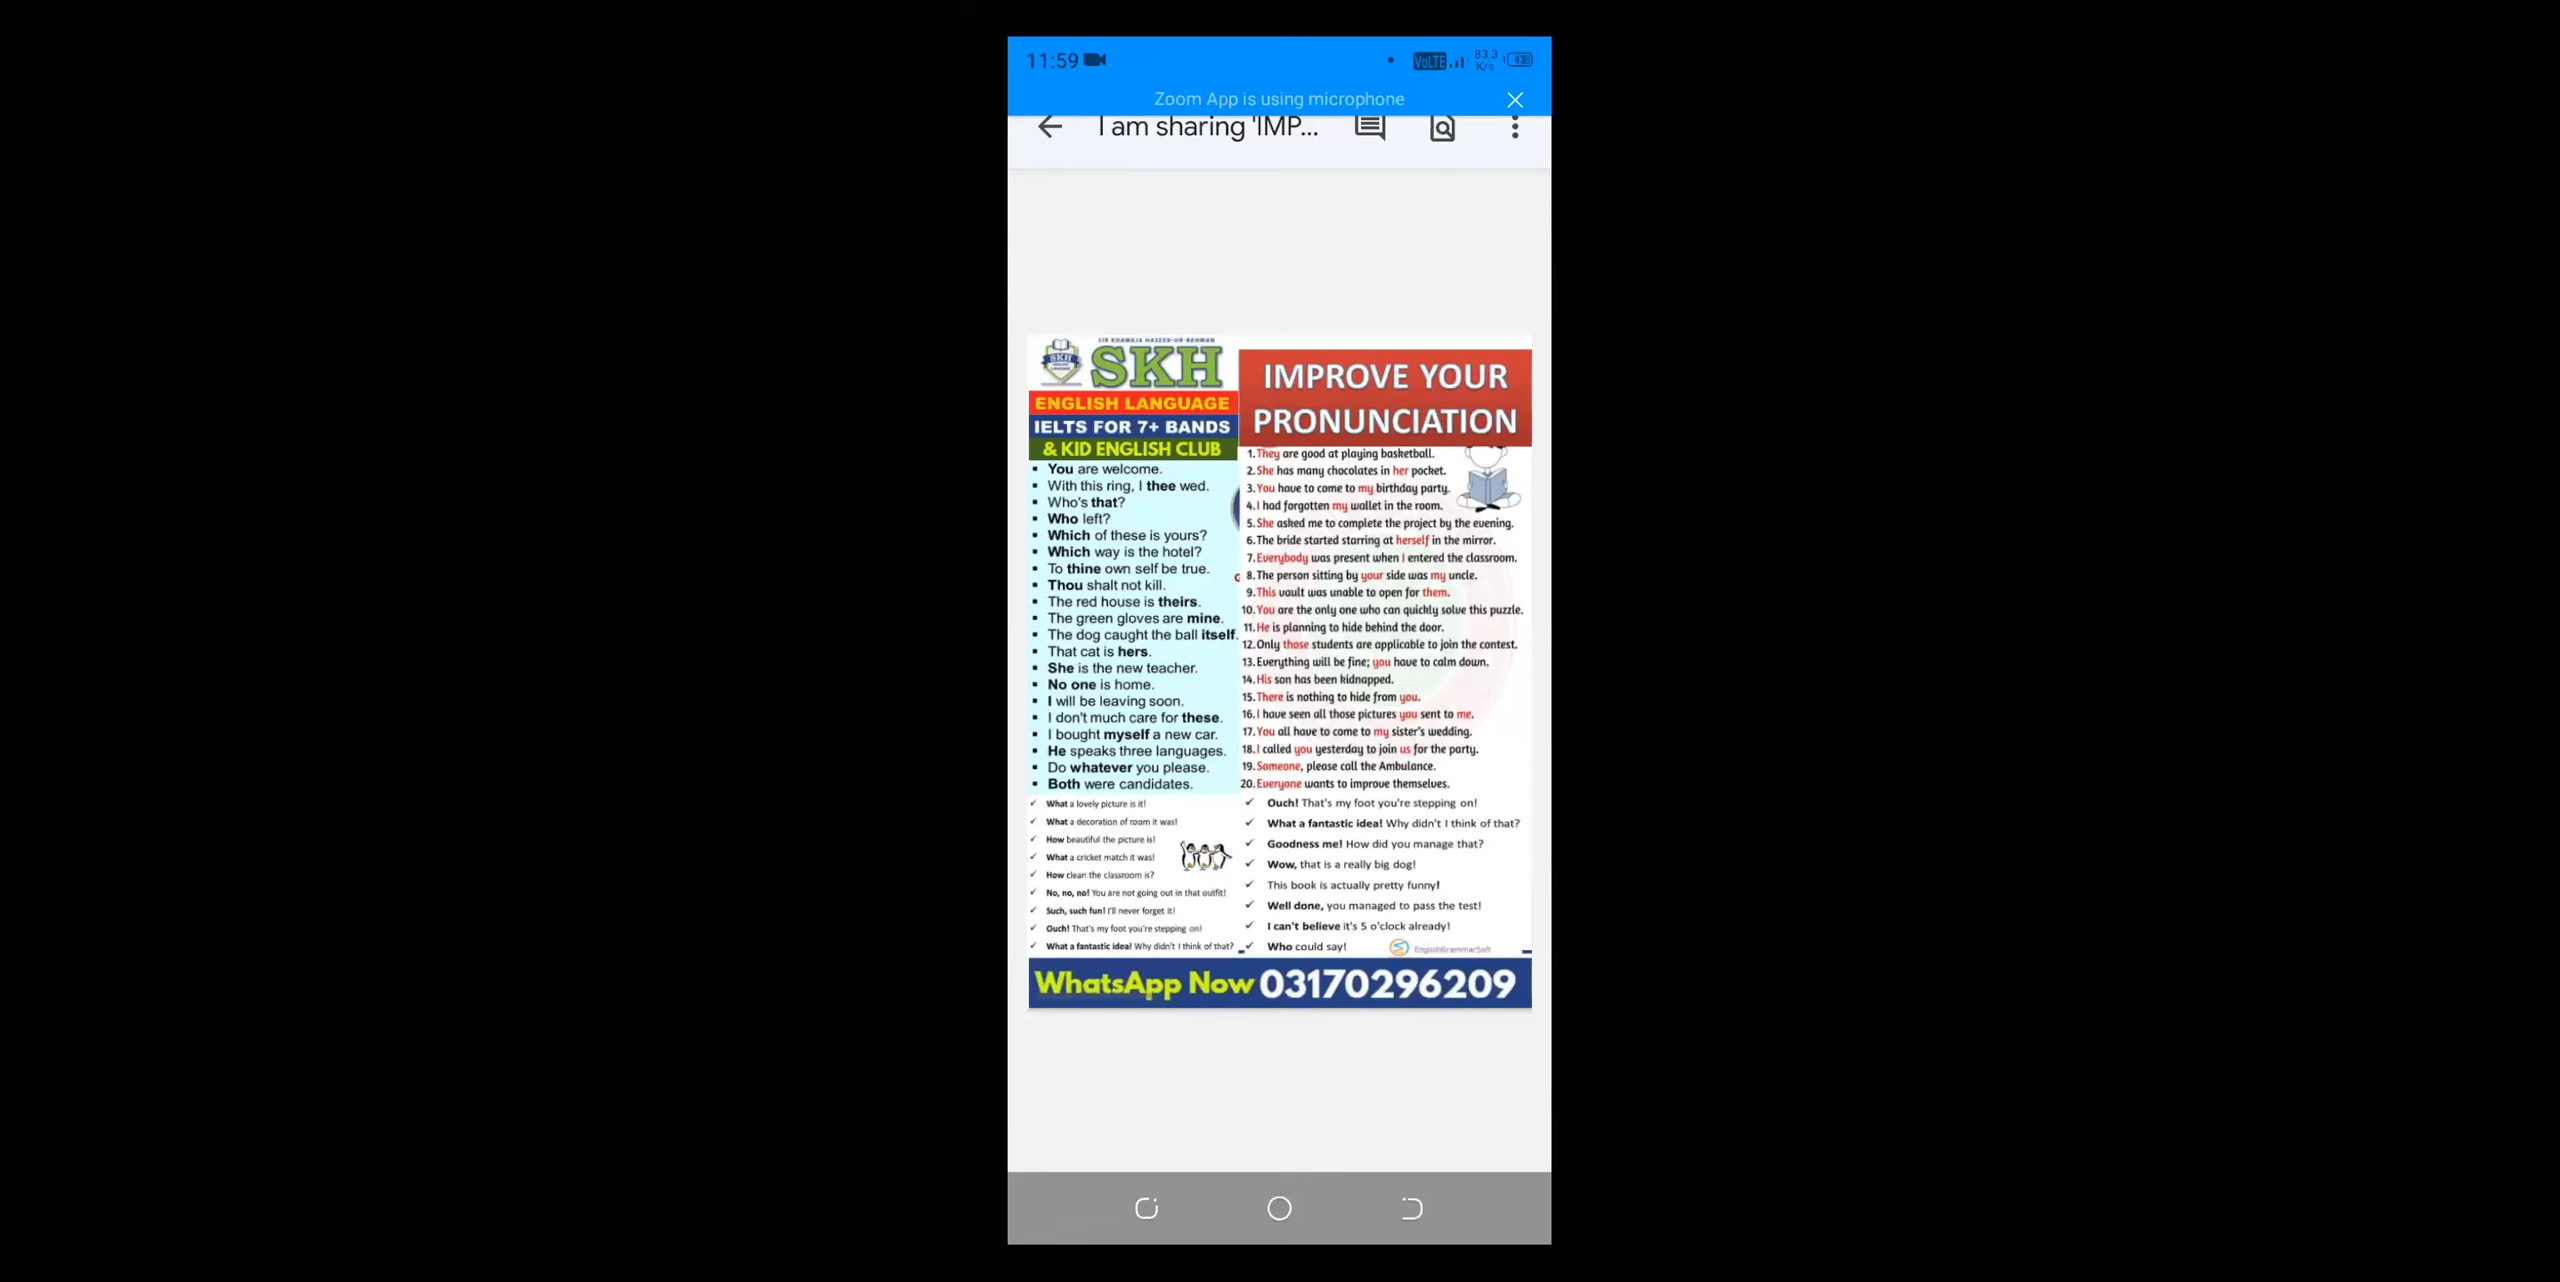 11:59
VoLTE
83.3
K/s
43
Zoom App is using microphone
I am sharing 'IMP...
SIR KHAWAJA HASEEB-UR-REHMAN
SKH
SKH
ENGLISH LANGUAGE
IELTS FOR 7+ BANDS
& KID ENGLISH CLUB
You are welcome.
With this ring, I thee wed.
Who's that?
Who left?
Which of these is yours?
Which way is the hotel?
To thine own self be true.
Thou shalt not kill.
The red house is theirs.
The green gloves are mine.
The dog caught the ball itself.
That cat is hers.
She is the new teacher.
No one is home.
I will be leaving soon.
I don't much care for these.
I bought myself a new car.
He speaks three languages.
Do whatever you please.
Both were candidates.
What a lovely picture is it!
What a decoration of room it was!
How beautiful the picture is!
What a cricket match it was!
How clean the classroom is?
No, no, no! You are not going out in that outfit!
Such, such fun! I'll never forget it!
Ouch! That's my foot you're stepping on!
What a fantastic idea! Why didn't I think of that?
IMPROVE YOUR
PRONUNCIATION
1. They are good at playing basketball.
2. She has many chocolates in her pocket.
3. You have to come to my birthday party.
4. I had forgotten my wallet in the room.
5. She asked me to complete the project by the evening.
6. The bride started starring at herself in the mirror.
7. Everybody was present when I entered the classroom.
8. The person sitting by your side was my uncle.
9. This vault was unable to open for them.
10. You are the only one who can quickly solve this puzzle.
11. He is planning to hide behind the door.
12. Only those students are applicable to join the contest.
13. Everything will be fine; you have to calm down.
14. His son has been kidnapped.
15. There is nothing to hide from you.
16. I have seen all those pictures you sent to me.
17. You all have to come to my sister's wedding.
18. I called you yesterday to join us for the party.
19. Someone, please call the Ambulance.
20. Everyone wants to improve themselves.
Ouch! That's my foot you're stepping on!
What a fantastic idea! Why didn't I think of that?
Goodness me! How did you manage that?
Wow, that is a really big dog!
This book is actually pretty funny!
Well done, you managed to pass the test!
I can't believe it's 5 o'clock already!
Who could say!
EnglishGrammarSoft
WhatsApp Now 03170296209